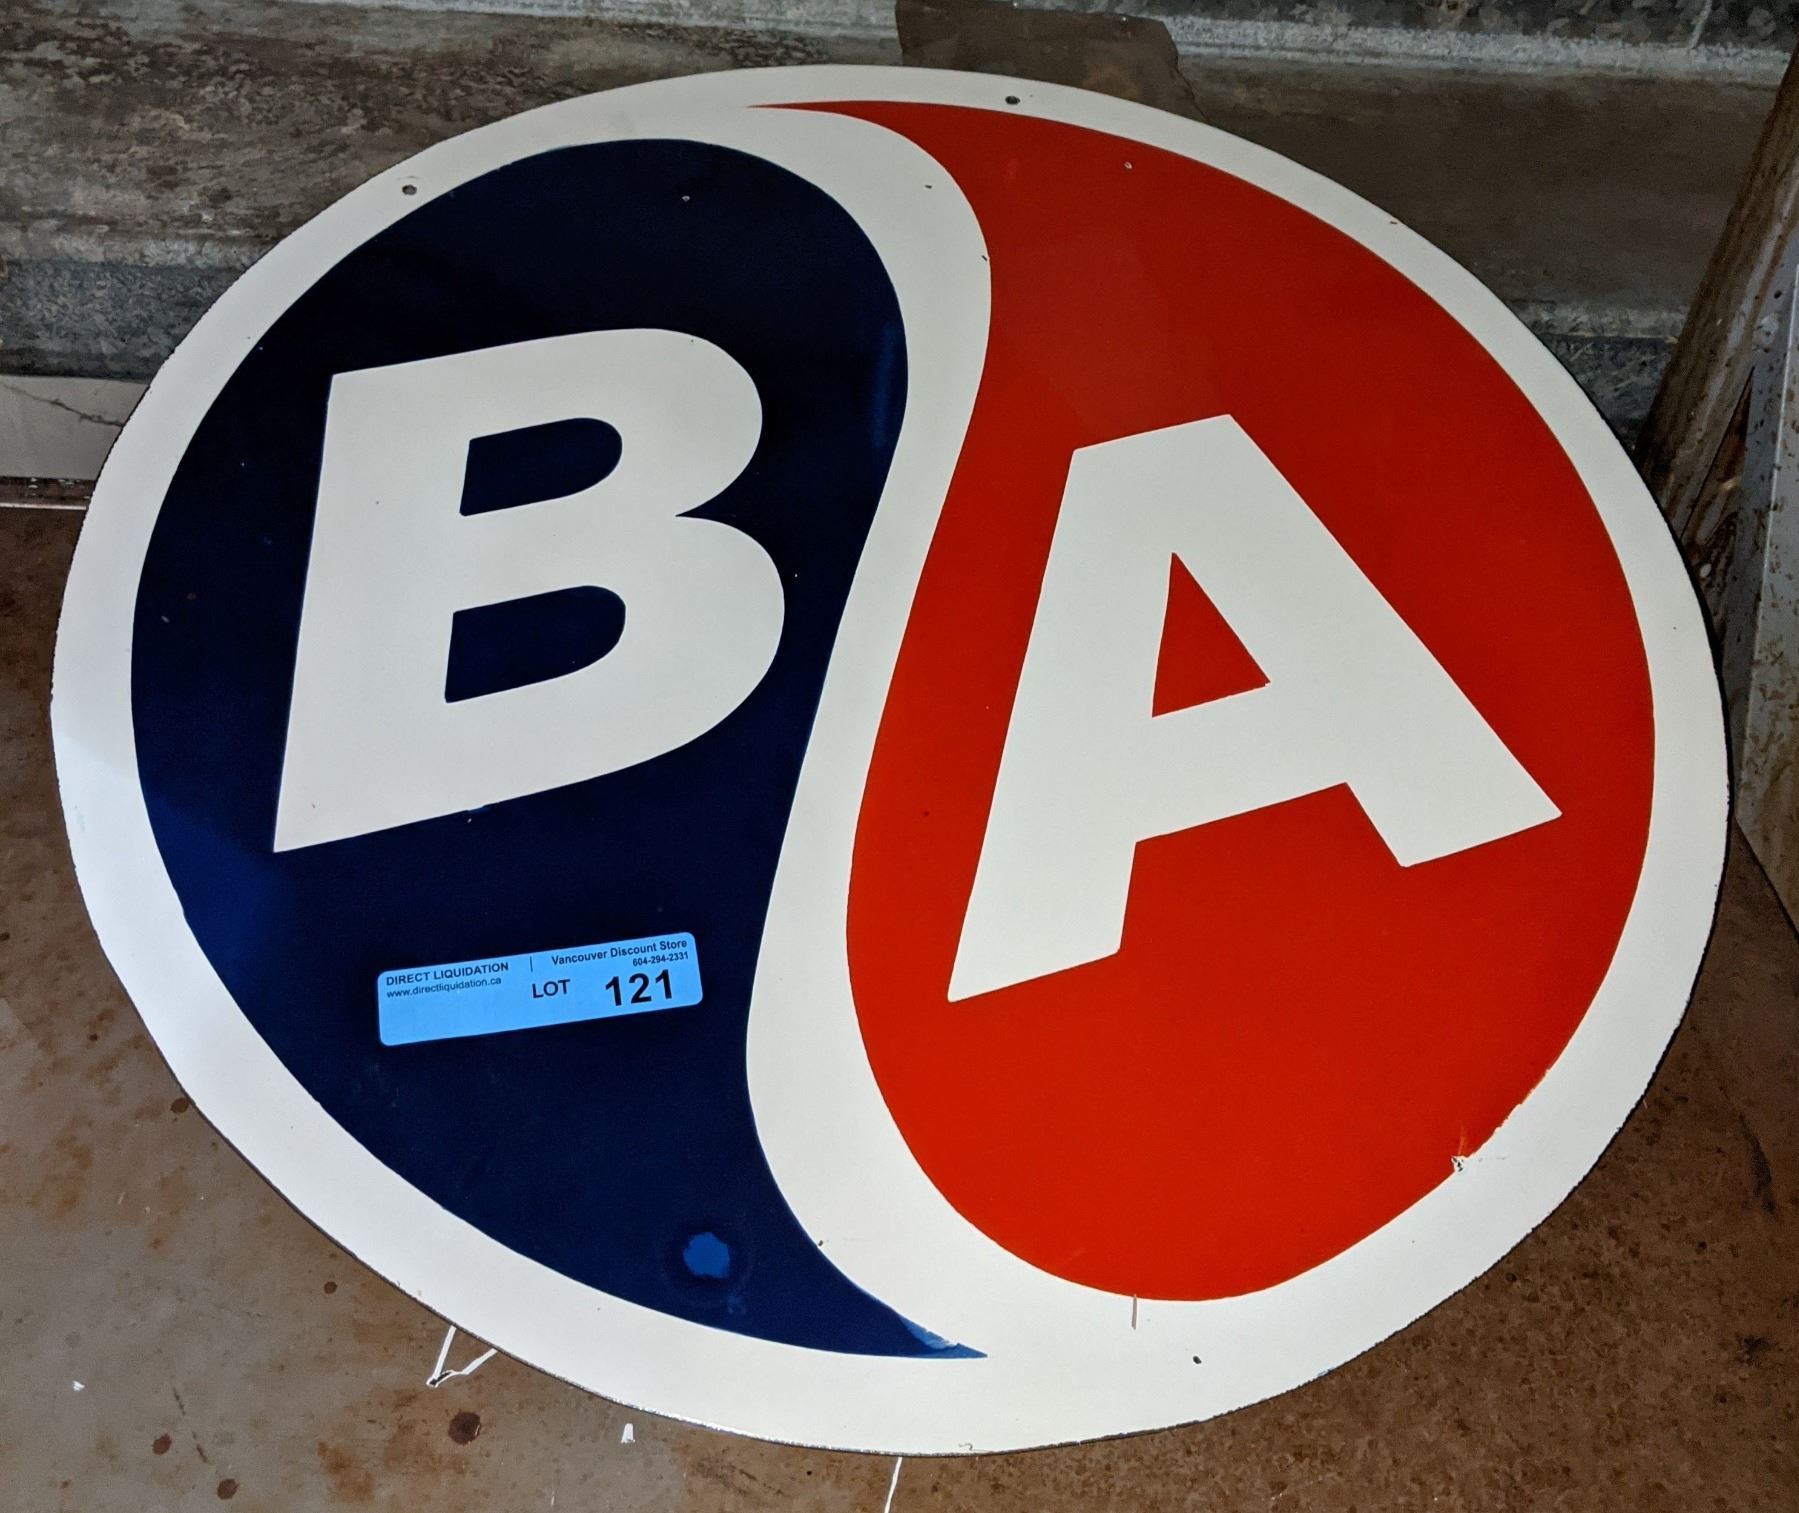 B A
DIRECT LIQUIDATION | Vancouver Discount Store
www.directliquidation.ca 604-294-2331
LOT 121